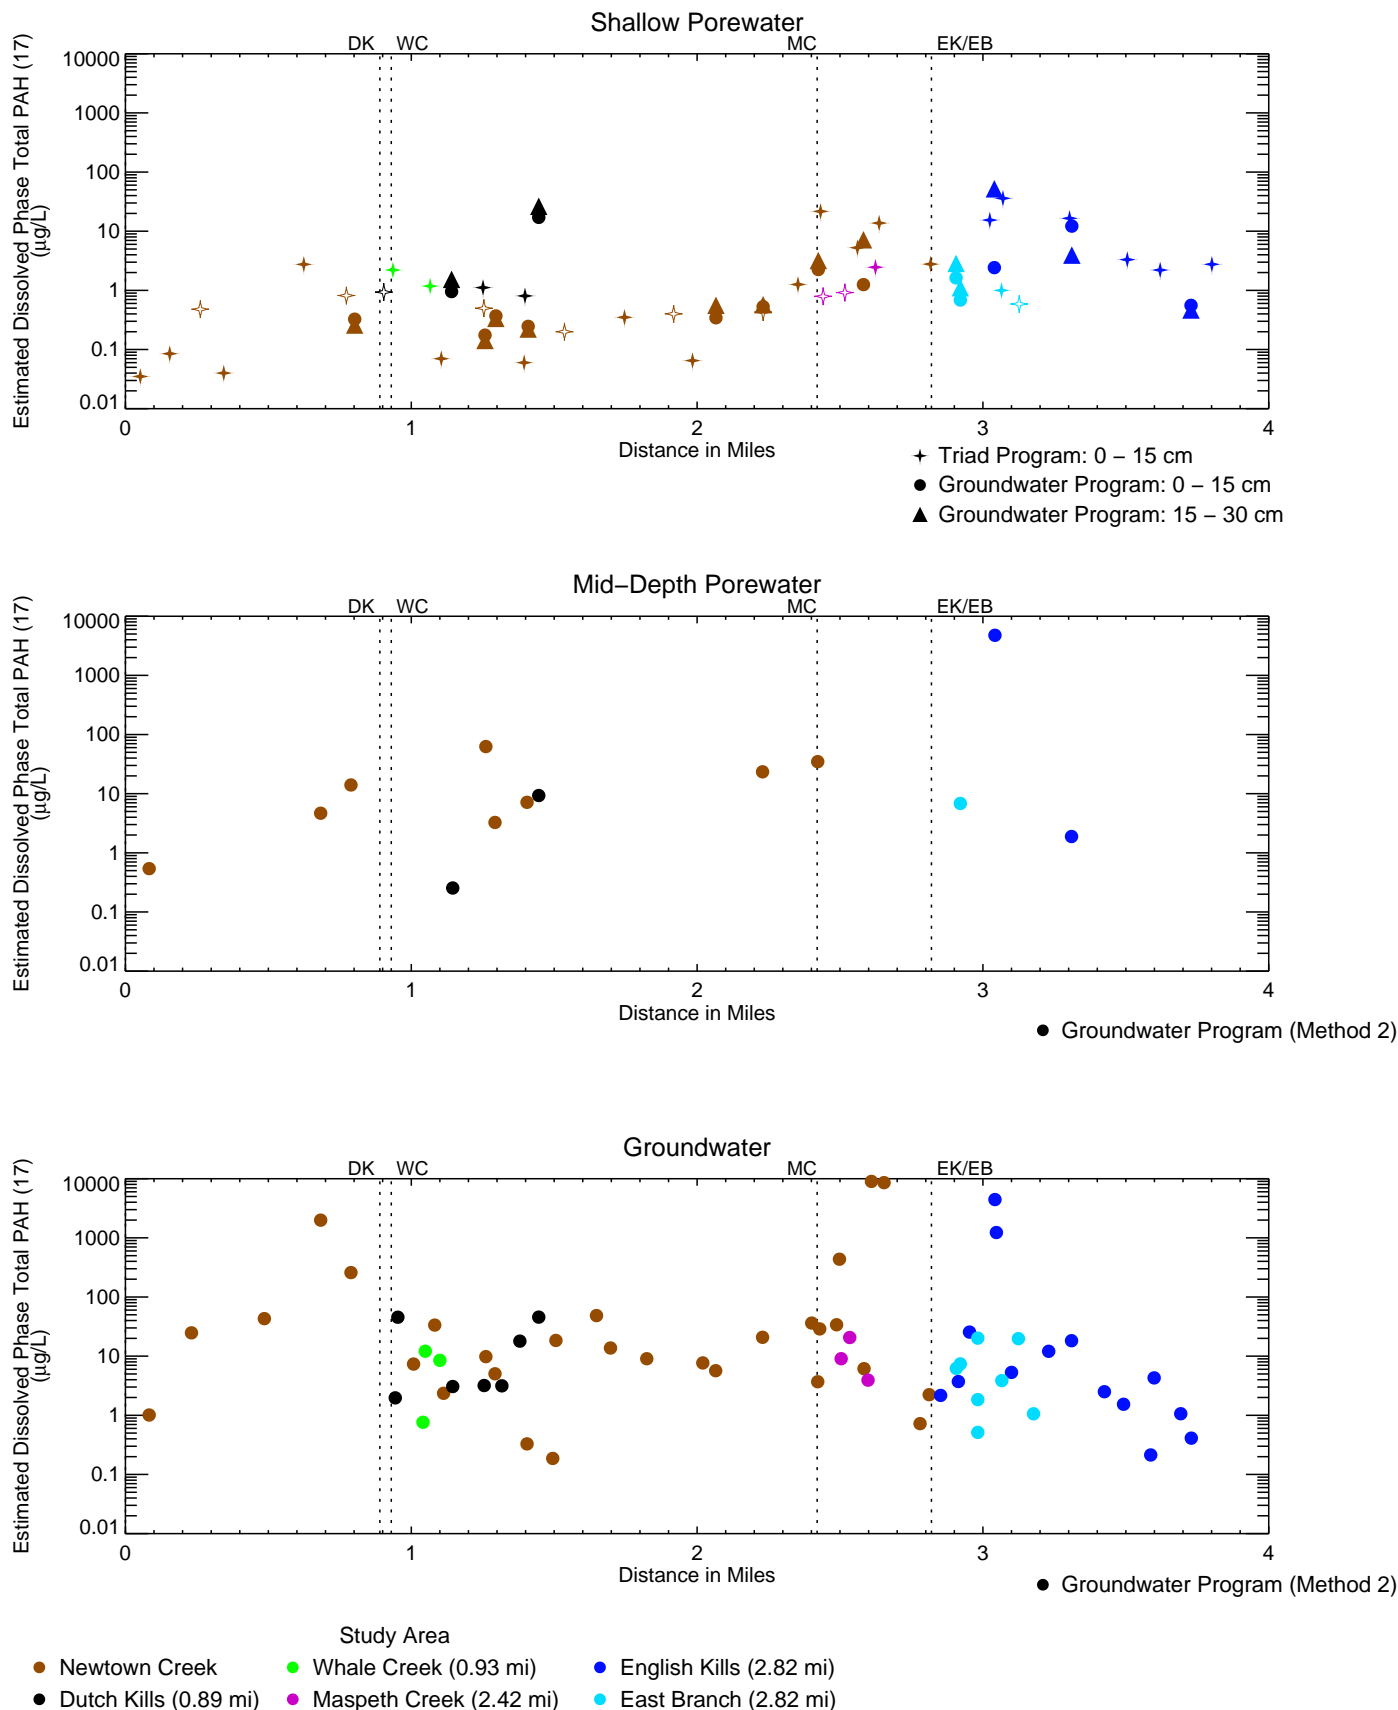 Shallow Porewater
DK WC MC EK/EB
Estimated Dissolved Phase Total PAH (17)
(µg/L)
10000
1000
100
10
1
0.1
0.01
0 1 2 3 4
Distance in Miles
Triad Program: 0 – 15 cm
Groundwater Program: 0 – 15 cm
Groundwater Program: 15 – 30 cm
Mid–Depth Porewater
DK WC MC EK/EB
Estimated Dissolved Phase Total PAH (17)
(µg/L)
10000
1000
100
10
1
0.1
0.01
0 1 2 3 4
Distance in Miles
Groundwater Program (Method 2)
Groundwater
DK WC MC EK/EB
Estimated Dissolved Phase Total PAH (17)
(µg/L)
10000
1000
100
10
1
0.1
0.01
0 1 2 3 4
Distance in Miles
Groundwater Program (Method 2)
Study Area
Newtown Creek Whale Creek (0.93 mi) English Kills (2.82 mi)
Dutch Kills (0.89 mi) Maspeth Creek (2.42 mi) East Branch (2.82 mi)